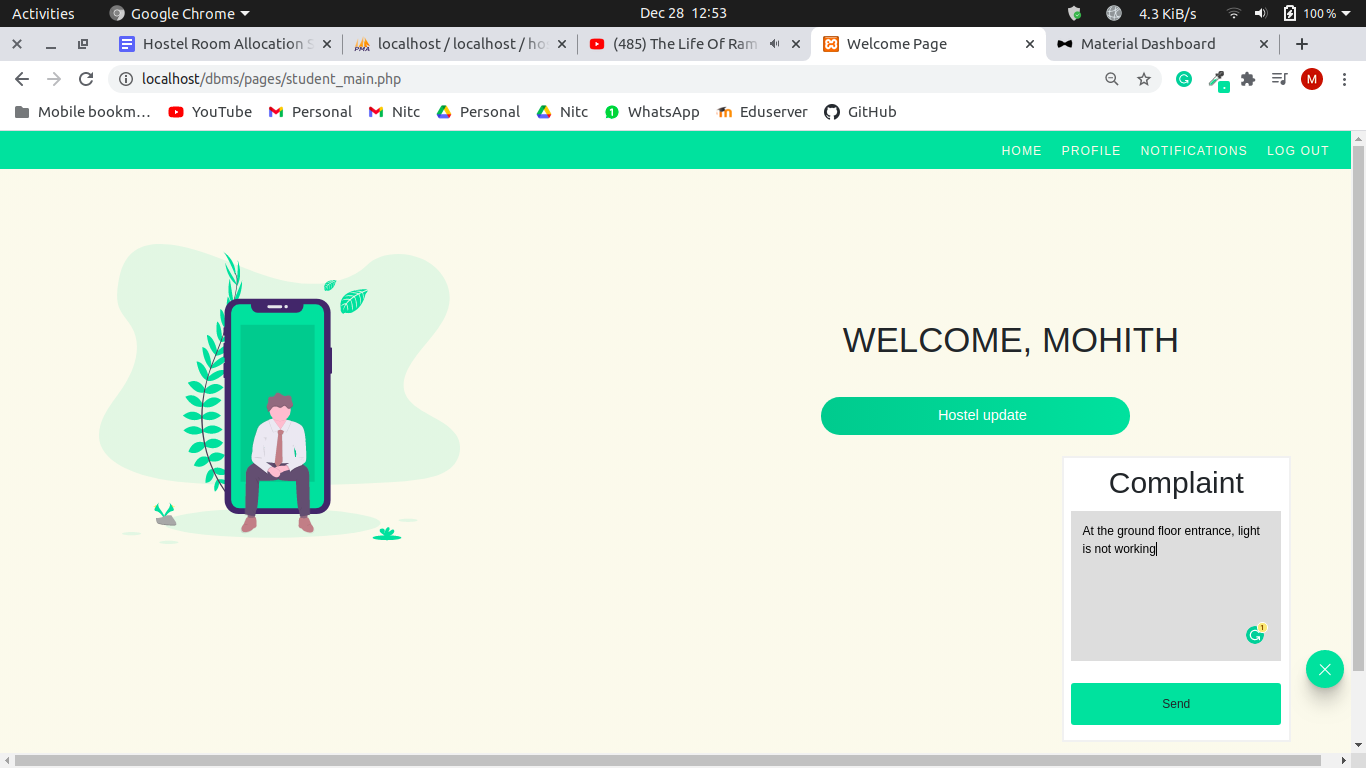 Activities Google Chrome Dec 28 12:53 4.3 KiB/s 100 %
Hostel Room Allocation S localhost / localhost / ho (485) The Life Of Ram Welcome Page Material Dashboard
localhost/dbms/pages/student_main.php M
Mobile bookm… YouTube Personal Nitc Personal Nitc 1 WhatsApp Eduserver GitHub
HOME PROFILE NOTIFICATIONS LOG OUT
WELCOME, MOHITH
Hostel update
Complaint
At the ground floor entrance, light
is not working
1
Send